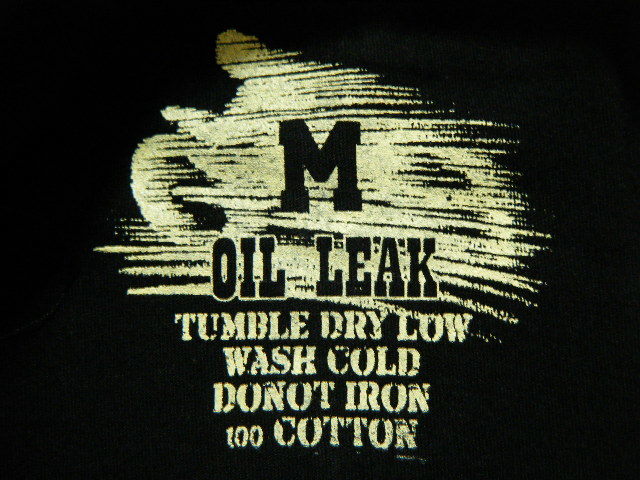 M
OIL LEAK
TUMBLE DRY LOW
WASH COLD
DONOT IRON
100 COTTON